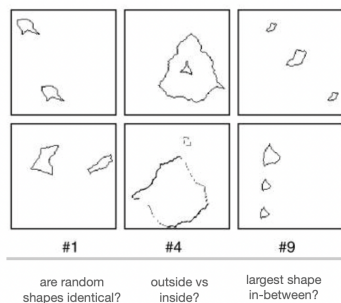 #1 #4 #9
are random outside vs largest shape
shapes identical? inside? in-between?